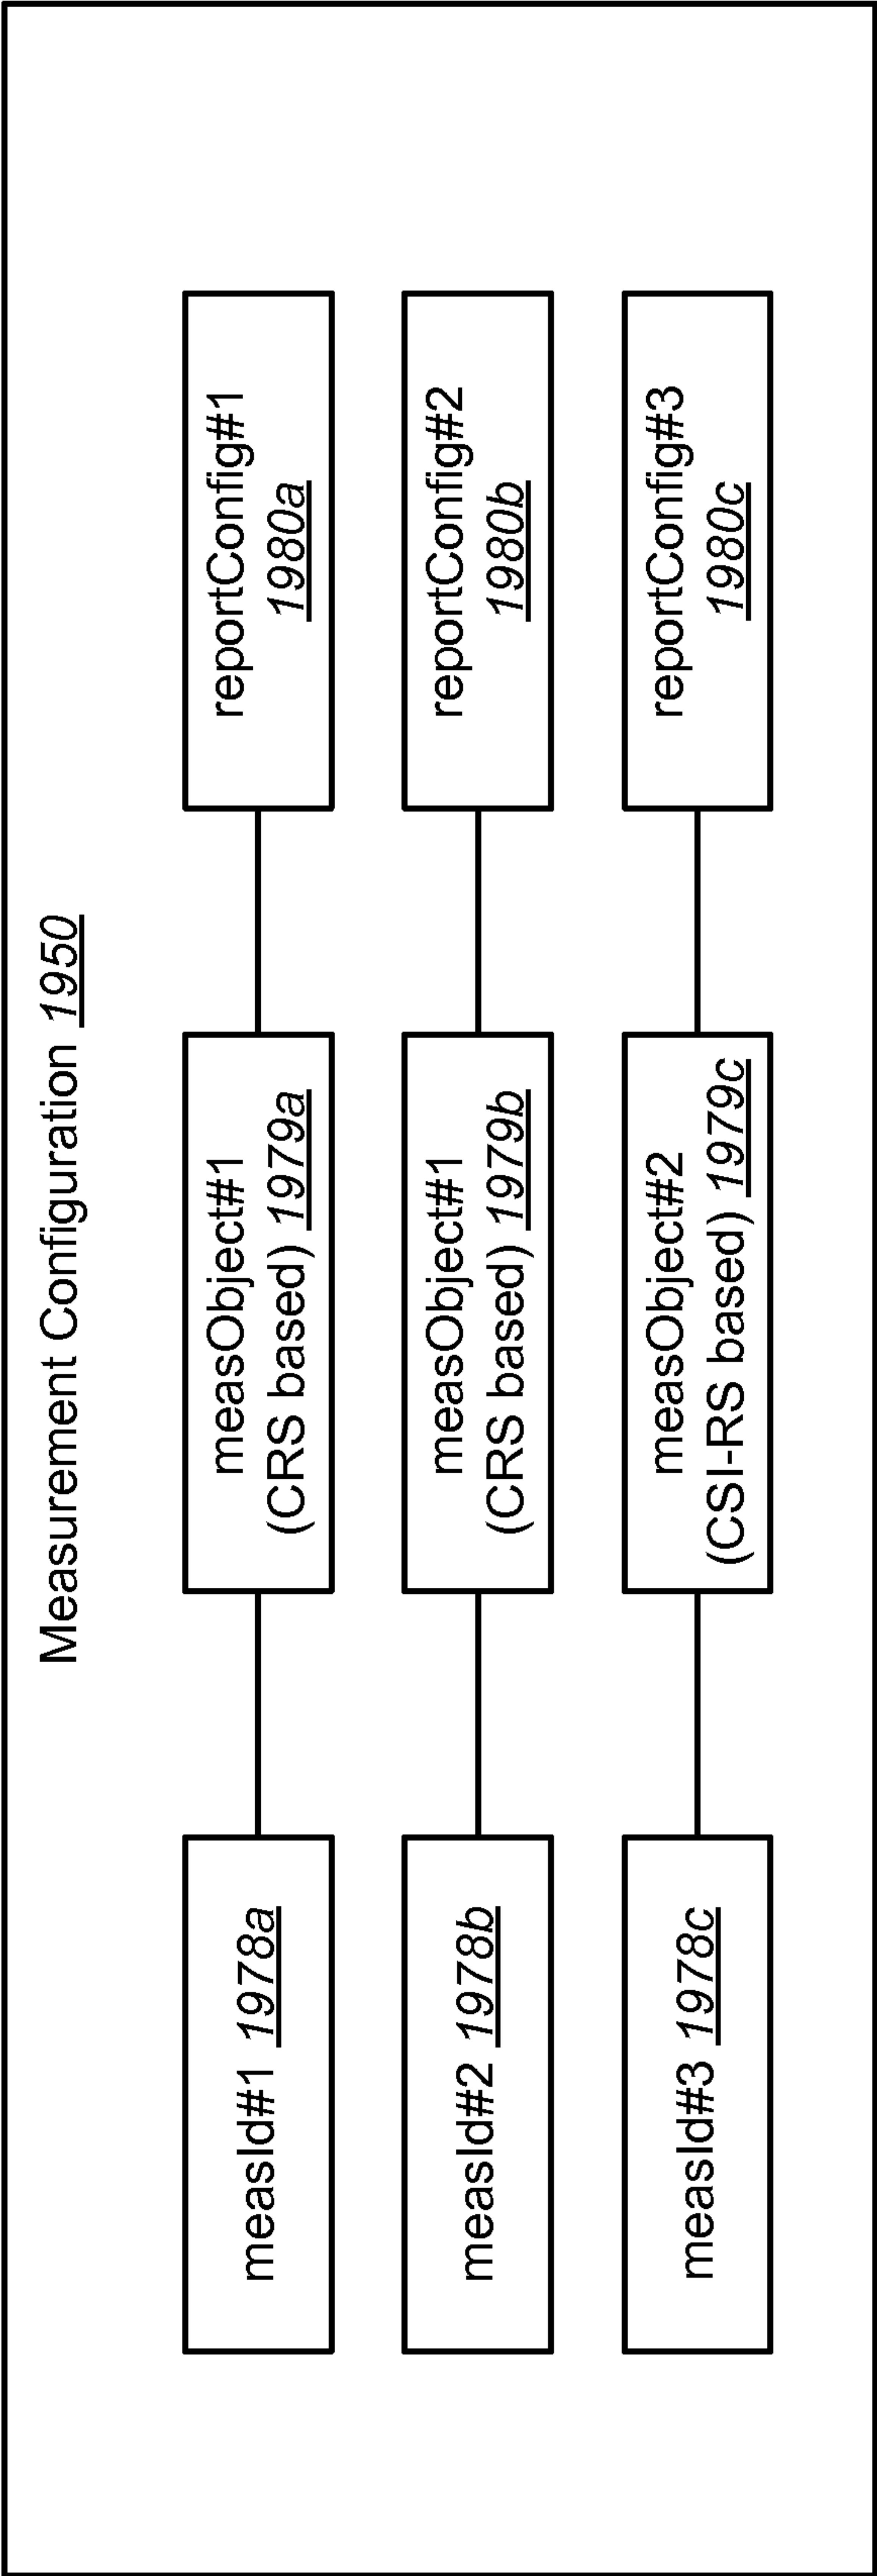 Measurement Configuration 1950
measId#1 1978a
measObject#1
(CRS based) 1979a
reportConfig#1
1980a
measId#2 1978b
measObject#1
(CRS based) 1979b
reportConfig#2
1980b
measId#3 1978c
measObject#2
(CSI-RS based) 1979c
reportConfig#3
1980c